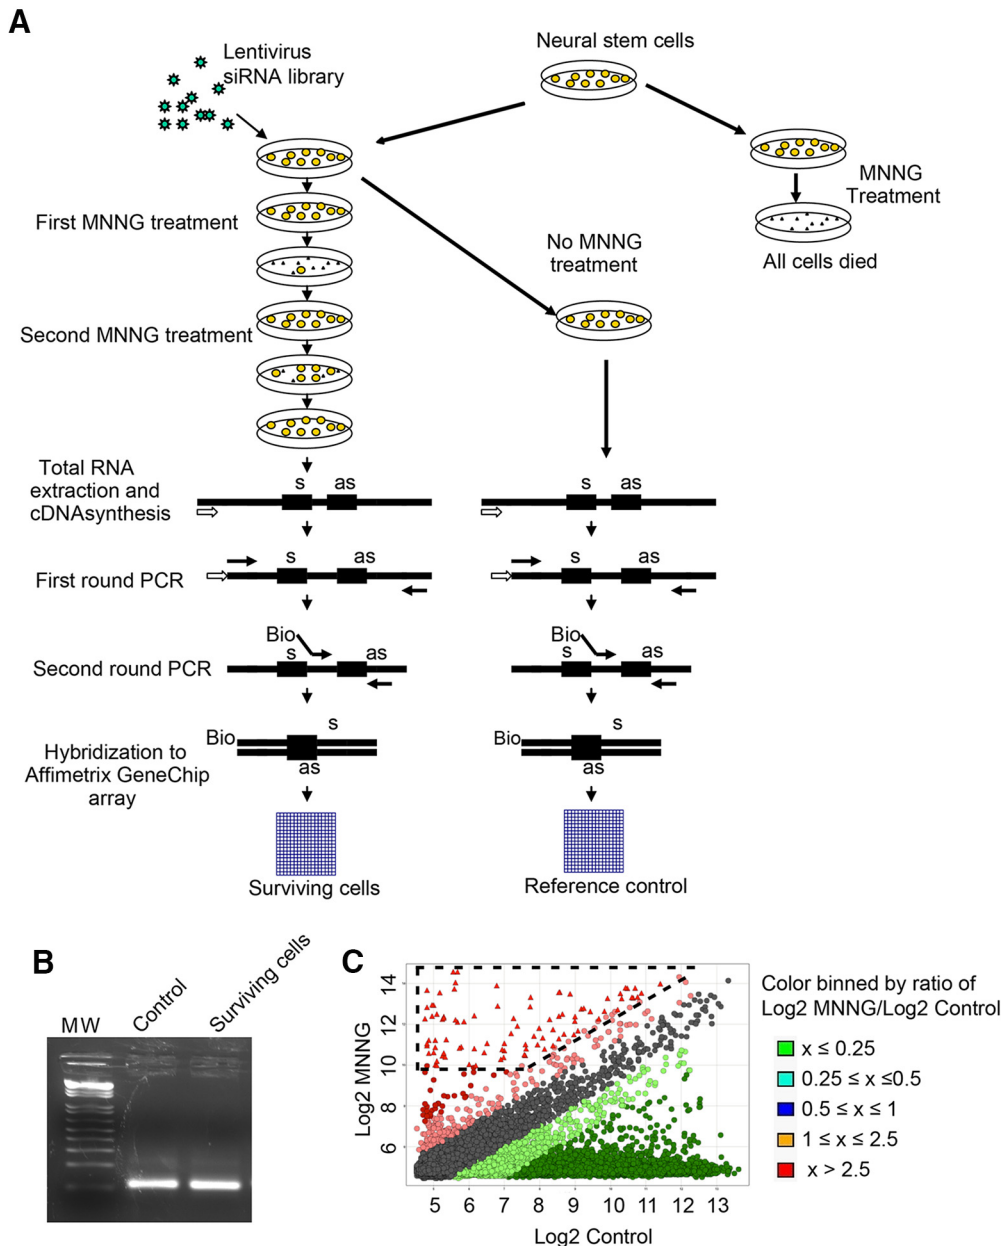 A
Lentivirus
siRNA library
Neural stem cells
MNNG
Treatment
All cells died
First MNNG treatment
No MNNG
treatment
Second MNNG treatment
Total RNA
extraction and
cDNAsynthesis
s as
s as
First round PCR
s as
s as
Second round PCR
Bio
s as
Bio
s as
Hybridization to
Affimetrix GeneChip
array
Bio
s
as
Bio
s
as
Surviving cells
Reference control
B
MW
Control
Surviving cells
C
Log2 MNNG
14
12
10
8
6
5 6 7 8 9 10 11 12 13
Log2 Control
Color binned by ratio of
Log2 MNNG/Log2 Control
x ≤ 0.25
0.25 ≤ x ≤0.5
0.5 ≤ x ≤ 1
1 ≤ x ≤ 2.5
x > 2.5